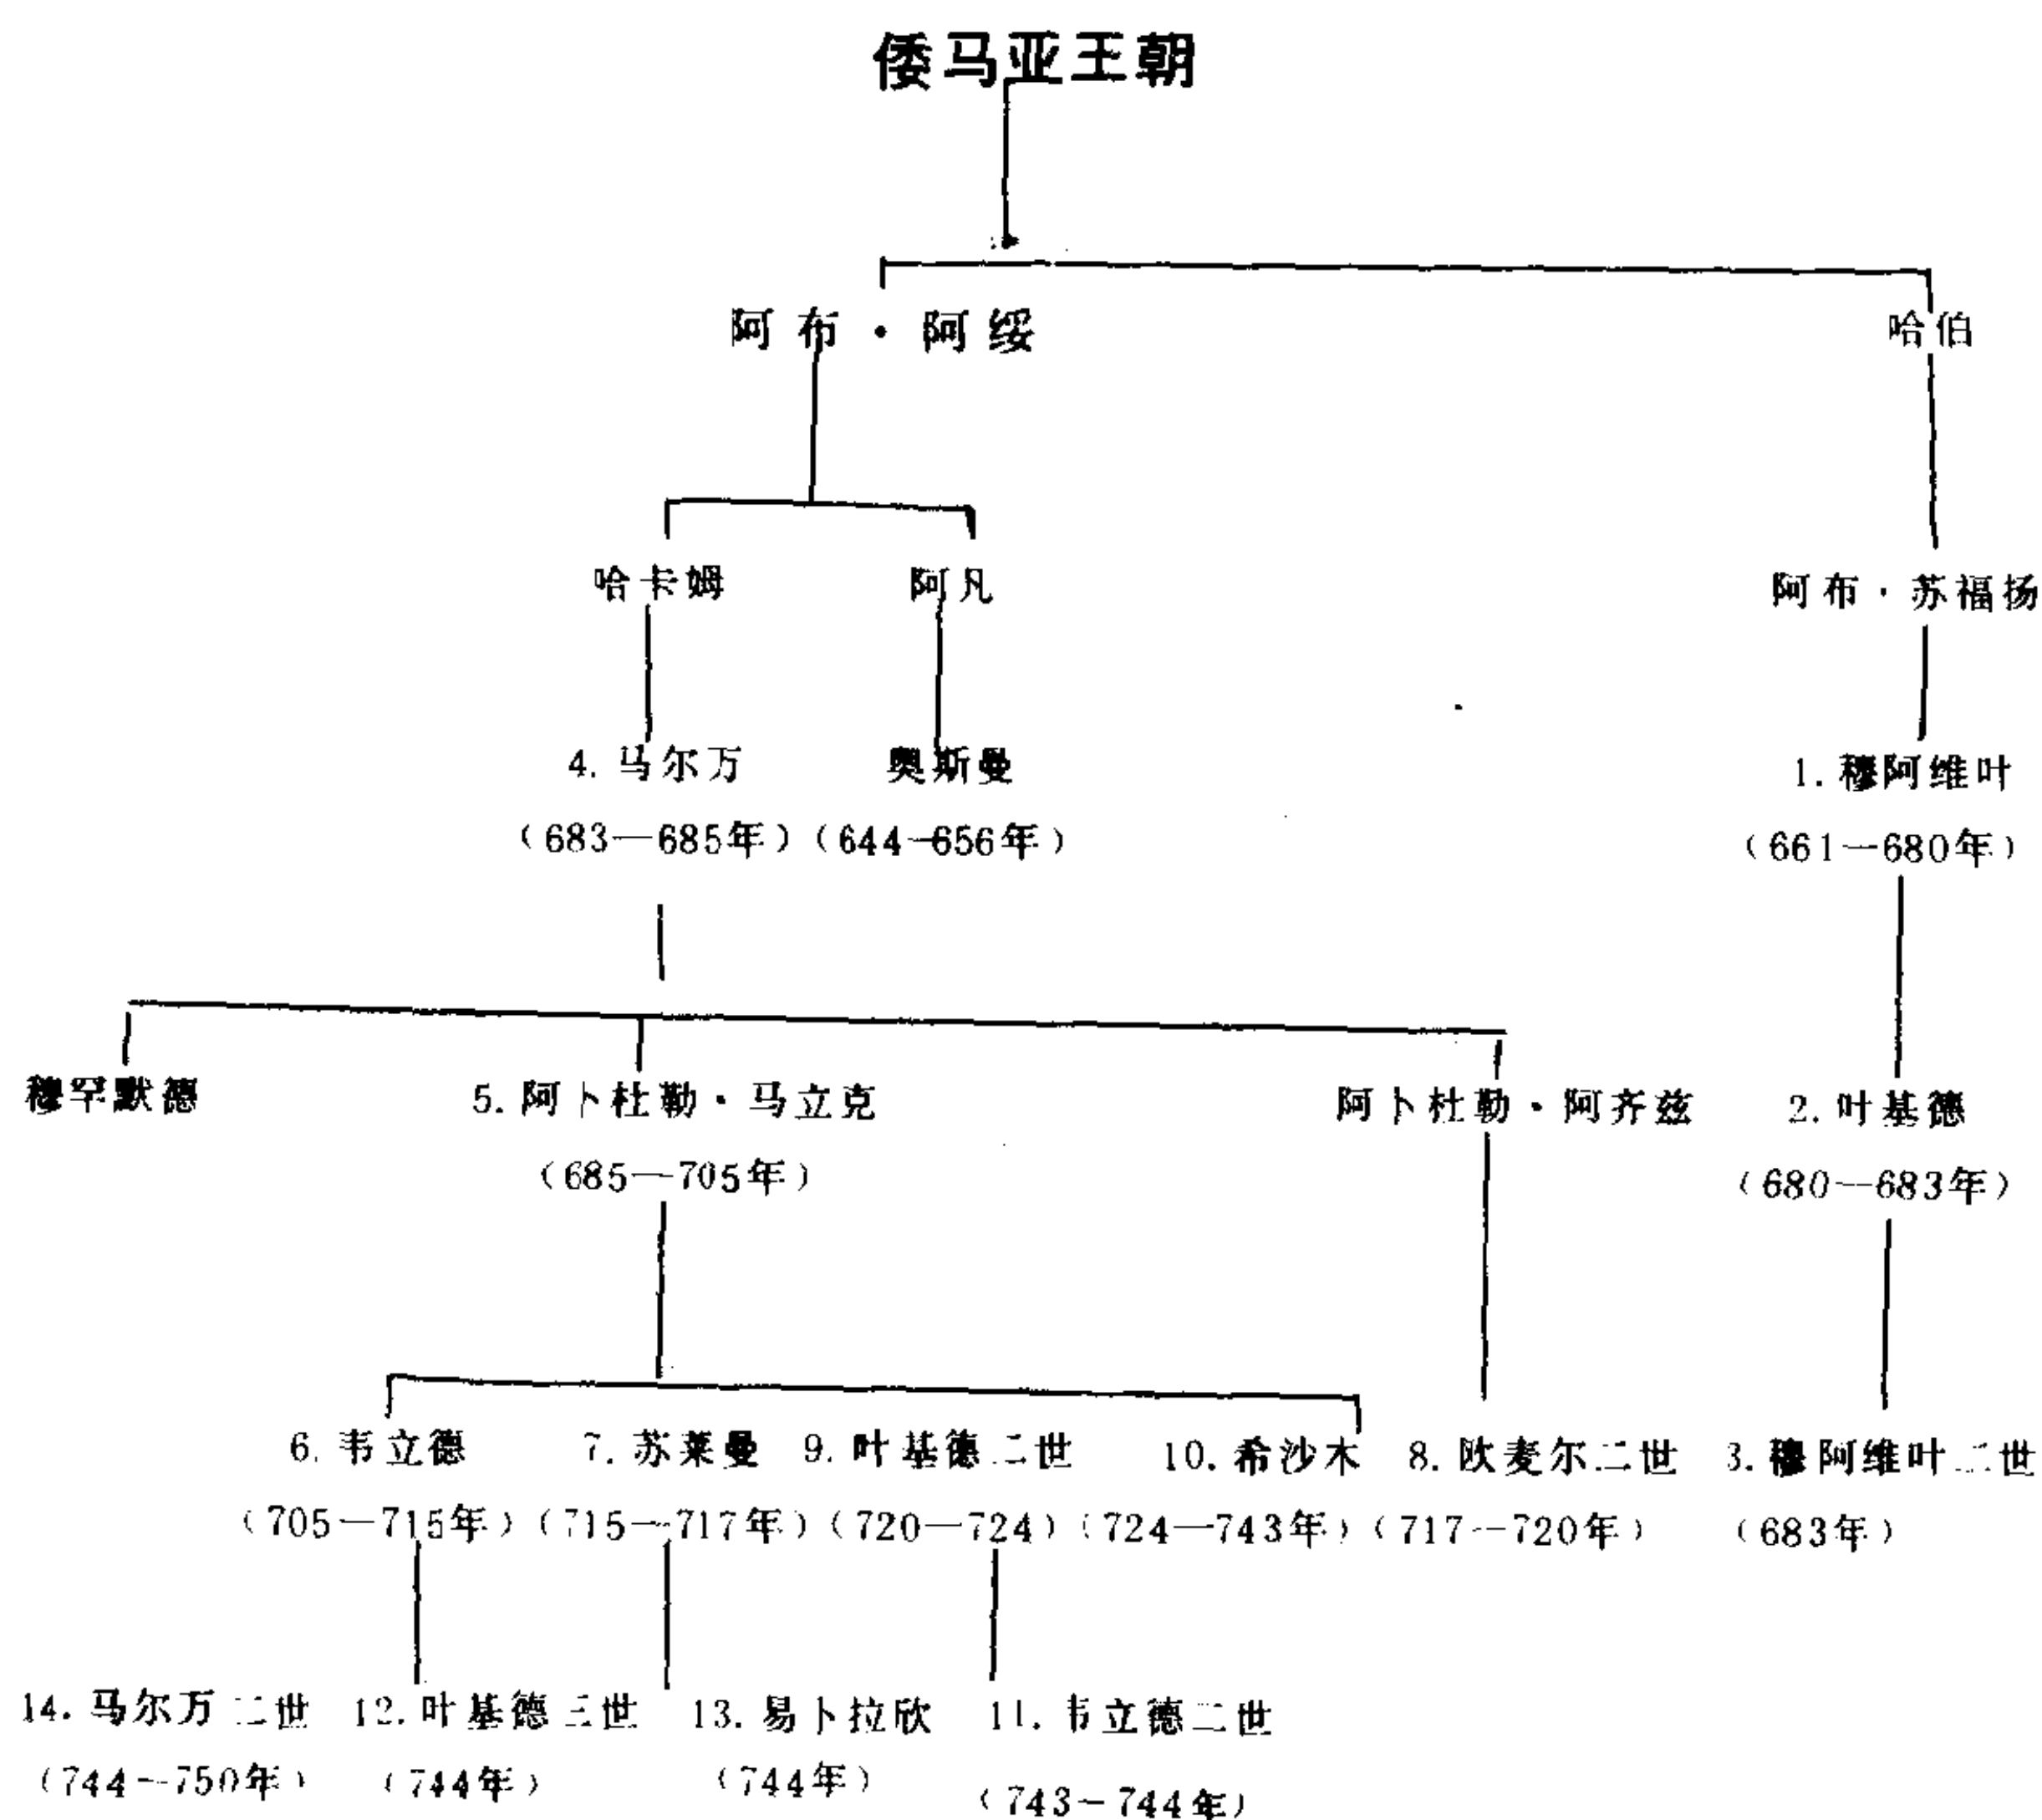 倭马亚王朝
阿布·阿绥 哈伯
哈卡姆 阿凡 阿布·苏福扬
4.马尔万 奥斯曼 1.穆阿维叶
（683—685年）（644—656年） （661—680年）
穆罕默德 5.阿卜杜勒·马立克 阿卜杜勒·阿齐兹 2.叶基德
（685—705年） （680—683年）
6.韦立德 7.苏莱曼 9.叶基德二世 10.希沙木 8.欧麦尔二世 3.穆阿维叶二世
（705—715年）（715—717年）（720—724）（724—743年）（717—720年） （683年）
14.马尔万二世 12.叶基德三世 13.易卜拉欣 11.韦立德二世
（744—750年） （744年） （744年） （743—744年）